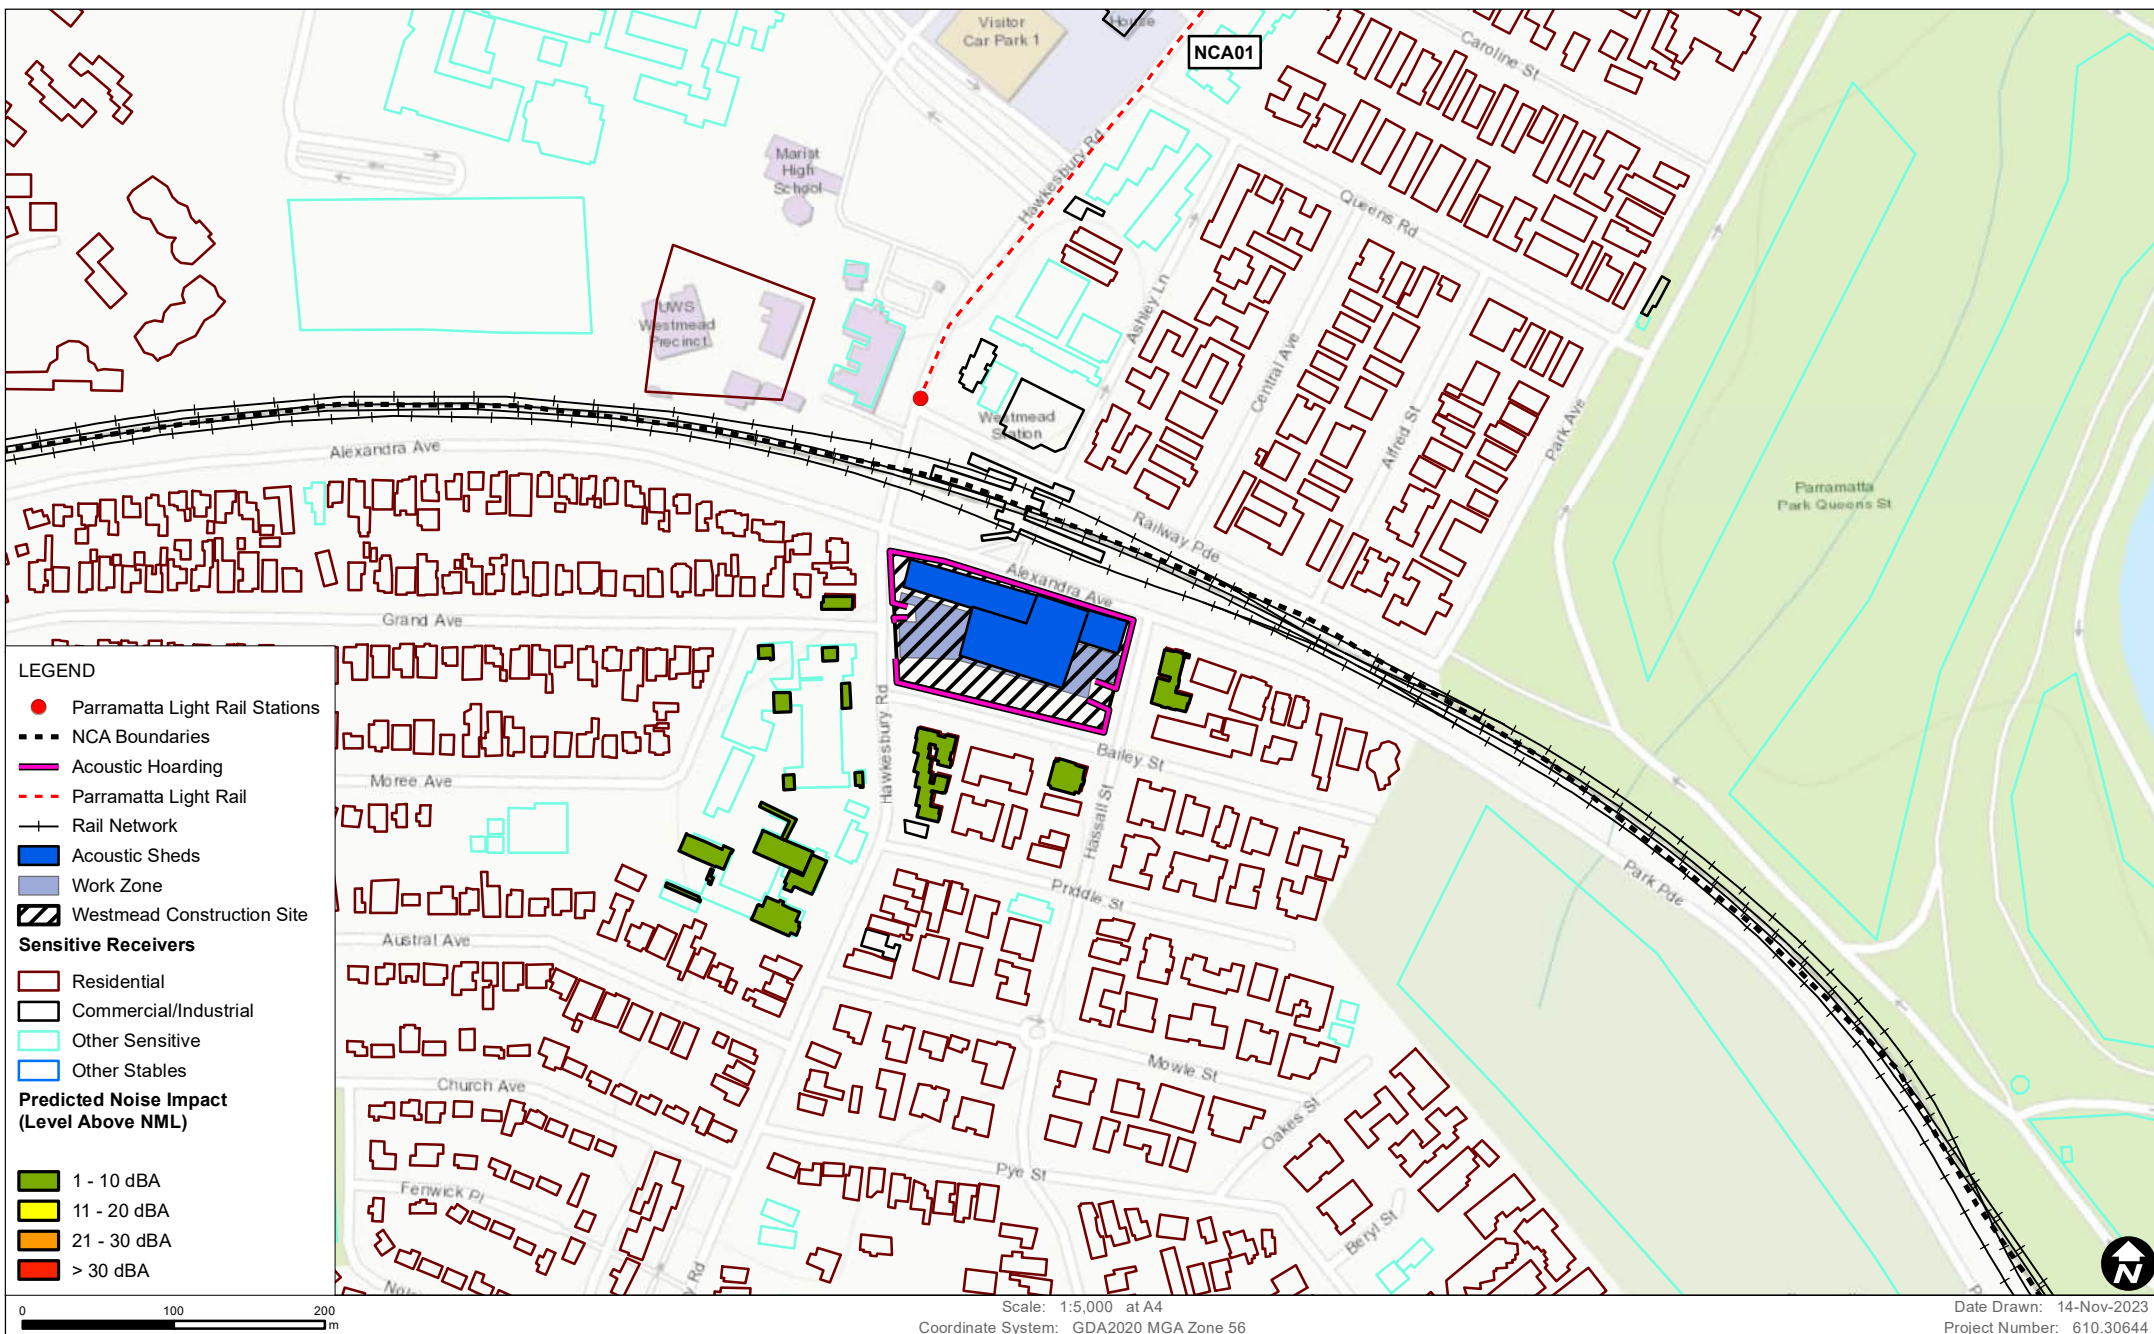 Visitor
Car Park 1
House
NCA01
Caroline St
Marist
High
School
Hawkesbury Rd
Queens Rd
UWS
Westmead
Precinct
Ashley Ln
Central Ave
Alfred St
Park Ave
Westmead
Station
Alexandra Ave
Parramatta
Park Queens St
Railway Pde
Alexandra Ave
Grand Ave
Hawkesbury Rd
Bailey St
Moree Ave
Hassall St
Park Pde
Priddle St
Austral Ave
Mowle St
Church Ave
Oakes St
Pye St
Fenwick Pl
Beryl St
y Rd
LEGEND
Parramatta Light Rail Stations
NCA Boundaries
Acoustic Hoarding
Parramatta Light Rail
Rail Network
Acoustic Sheds
Work Zone
Westmead Construction Site
Sensitive Receivers
Residential
Commercial/Industrial
Other Sensitive
Other Stables
Predicted Noise Impact
(Level Above NML)
1 - 10 dBA
11 - 20 dBA
21 - 30 dBA
> 30 dBA
N
0 100 200
m
Scale: 1:5,000 at A4
Coordinate System: GDA2020 MGA Zone 56
Date Drawn: 14-Nov-2023
Project Number: 610.30644